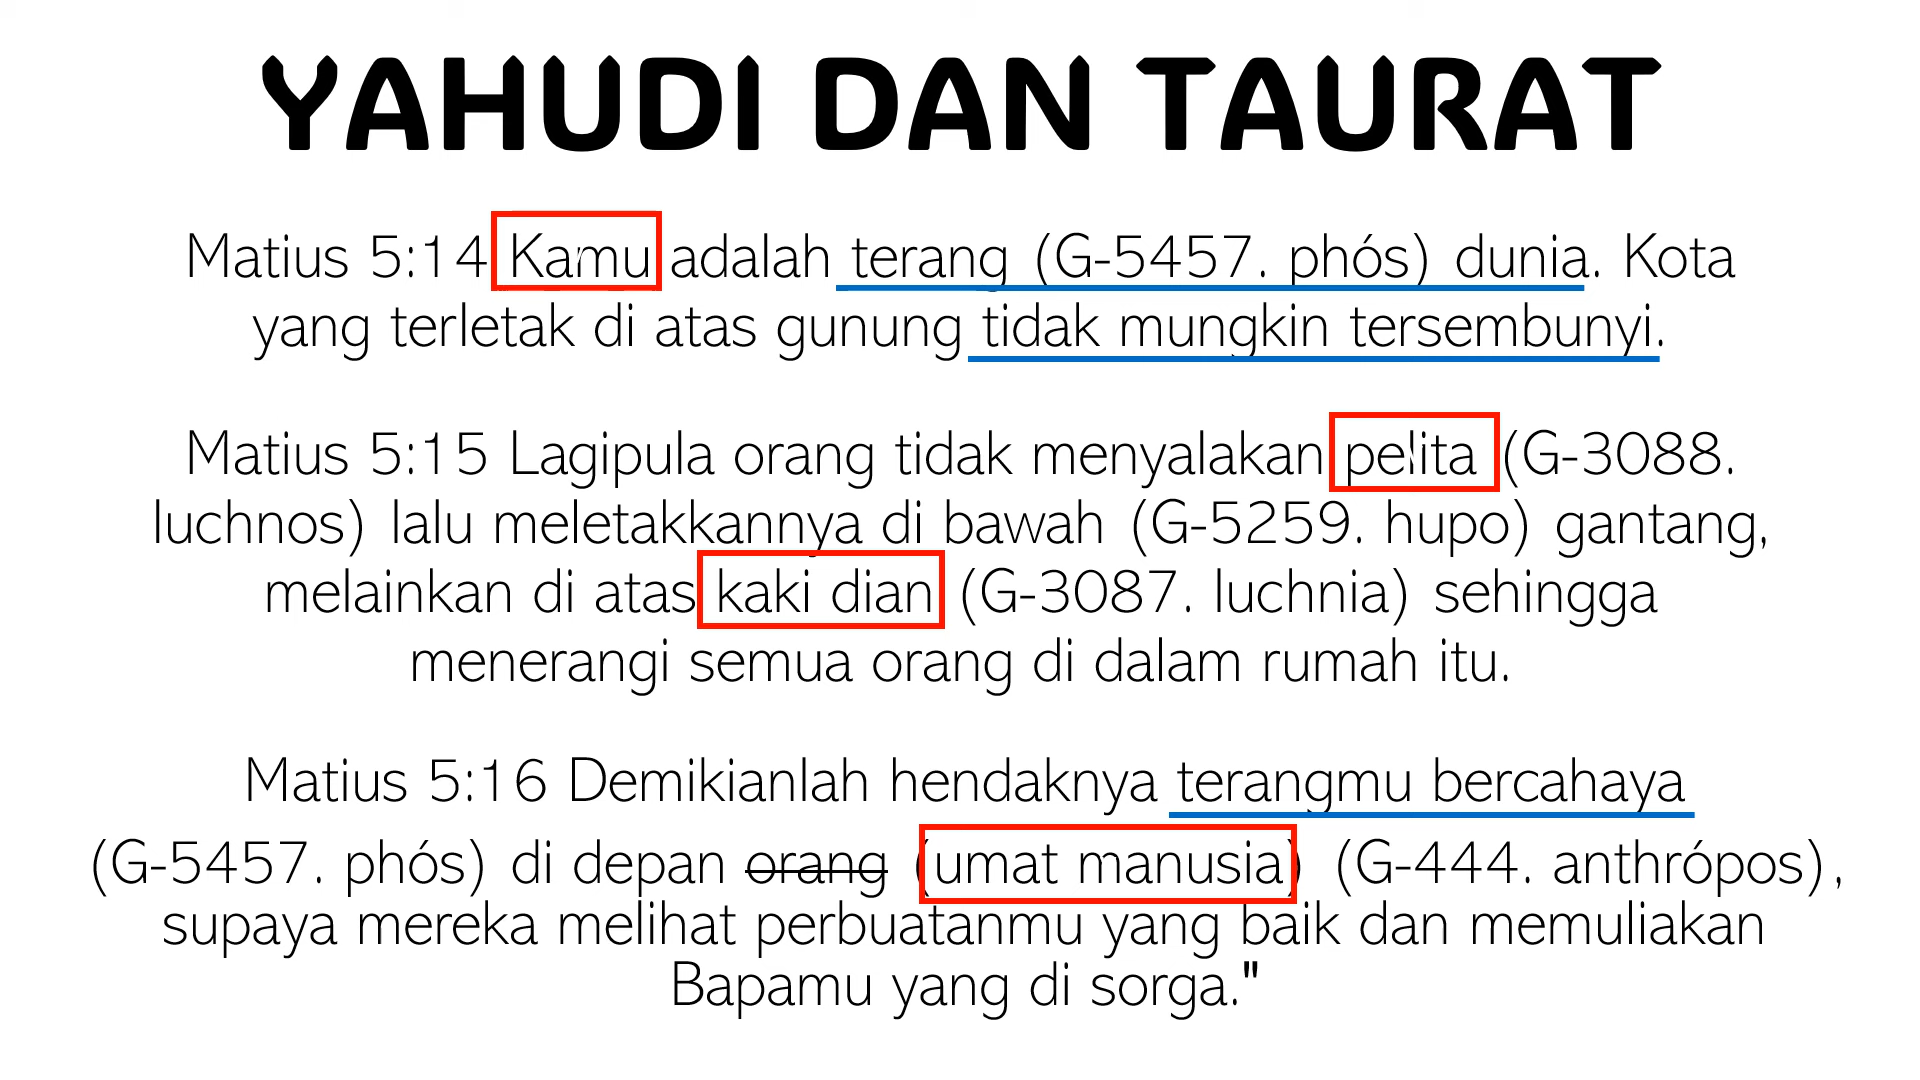 YAHUDI DAN TAURAT
Matius 5:14 Kamu adalah terang (G-5457. phós) dunia. Kota
yang terletak di atas gunung tidak mungkin tersembunyi.
Matius 5:15 Lagipula orang tidak menyalakan pelita (G-3088.
luchnos) lalu meletakkannya di bawah (G-5259. hupo) gantang,
melainkan di atas kaki dian (G-3087. luchnia) sehingga
menerangi semua orang di dalam rumah itu.
Matius 5:16 Demikianlah hendaknya terangmu bercahaya
(G-5457. phós) di depan orang (umat manusia) (G-444. anthrópos),
supaya mereka melihat perbuatanmu yang baik dan memuliakan
Bapamu yang di sorga."